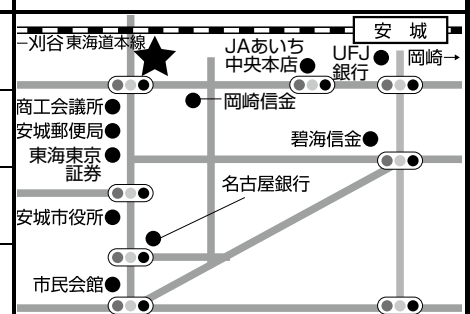 安 城
←刈谷
東海道本線
JAあいち
中央本店
UFJ
銀行
岡崎→
商工会議所
岡崎信金
安城郵便局
碧海信金
東海東京
証券
名古屋銀行
安城市役所
市民会館